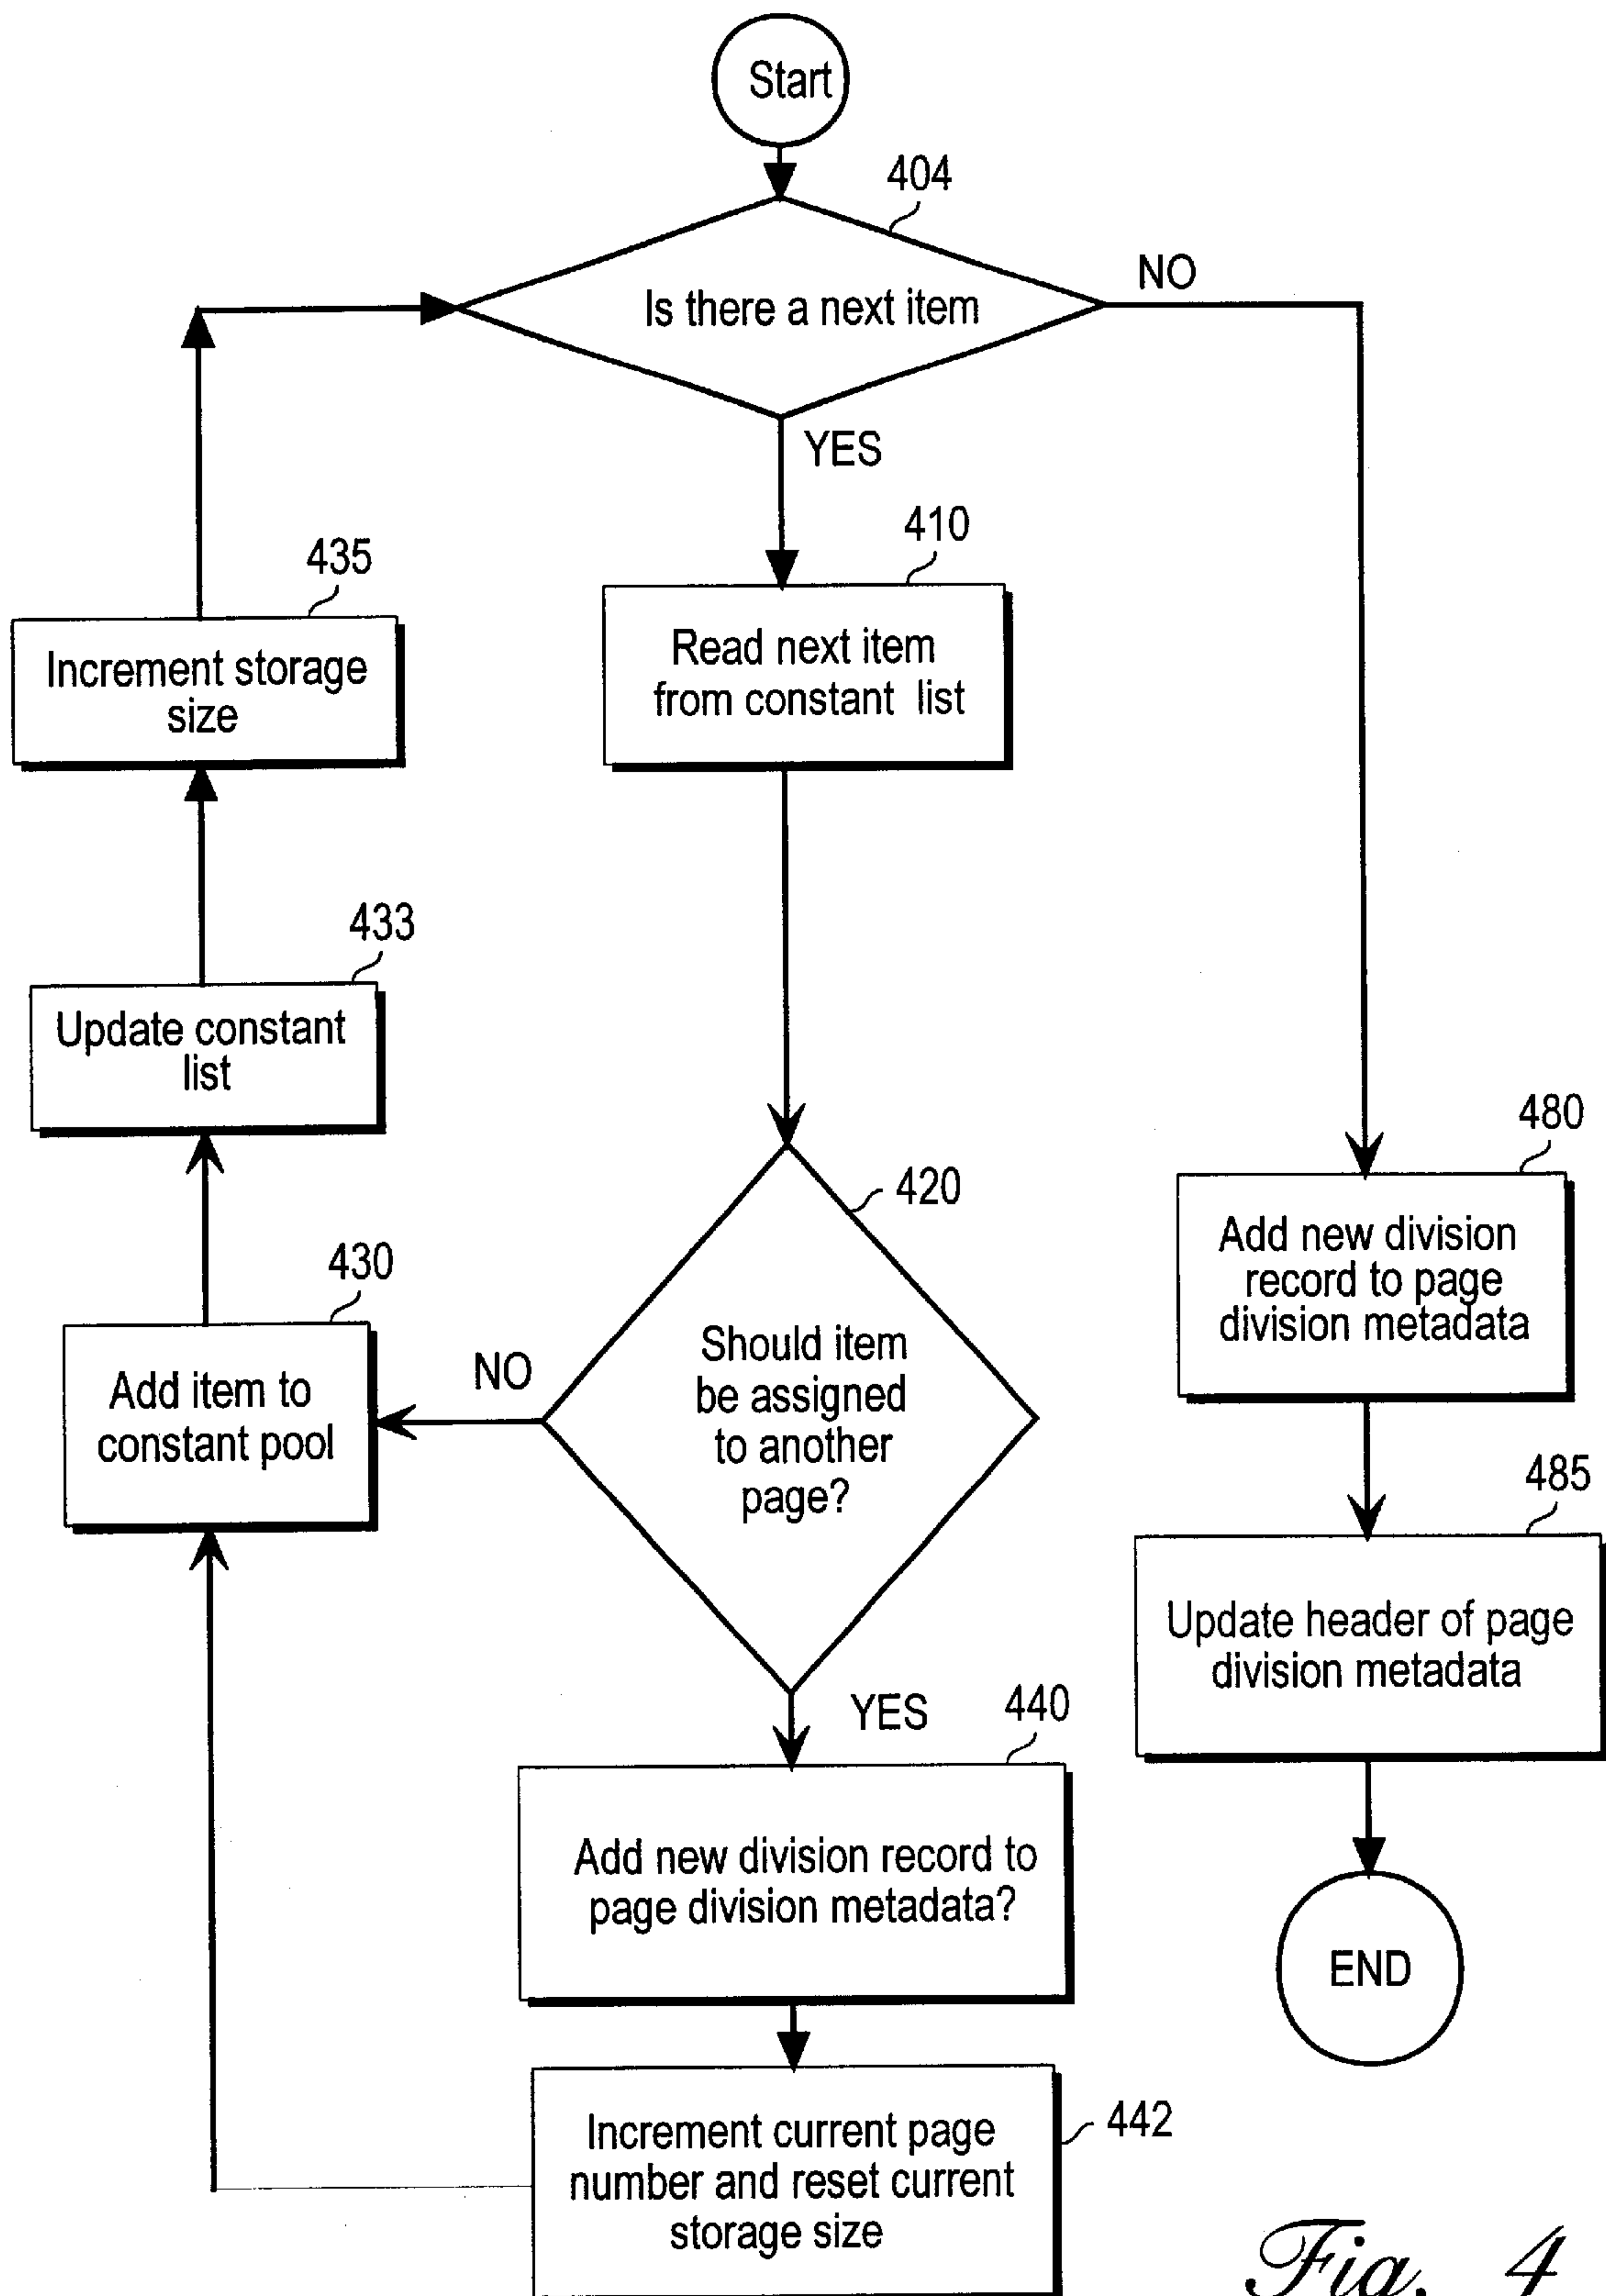 Start
404
Is there a next item
NO
YES
410
Read next item
from constant list
435
Increment storage
size
433
Update constant
list
430
Add item to
constant pool
NO
420
Should item
be assigned
to another
page?
YES
440
Add new division record to
page division metadata?
442
Increment current page
number and reset current
storage size
480
Add new division
record to page
division metadata
485
Update header of page
division metadata
END
Fig. 4